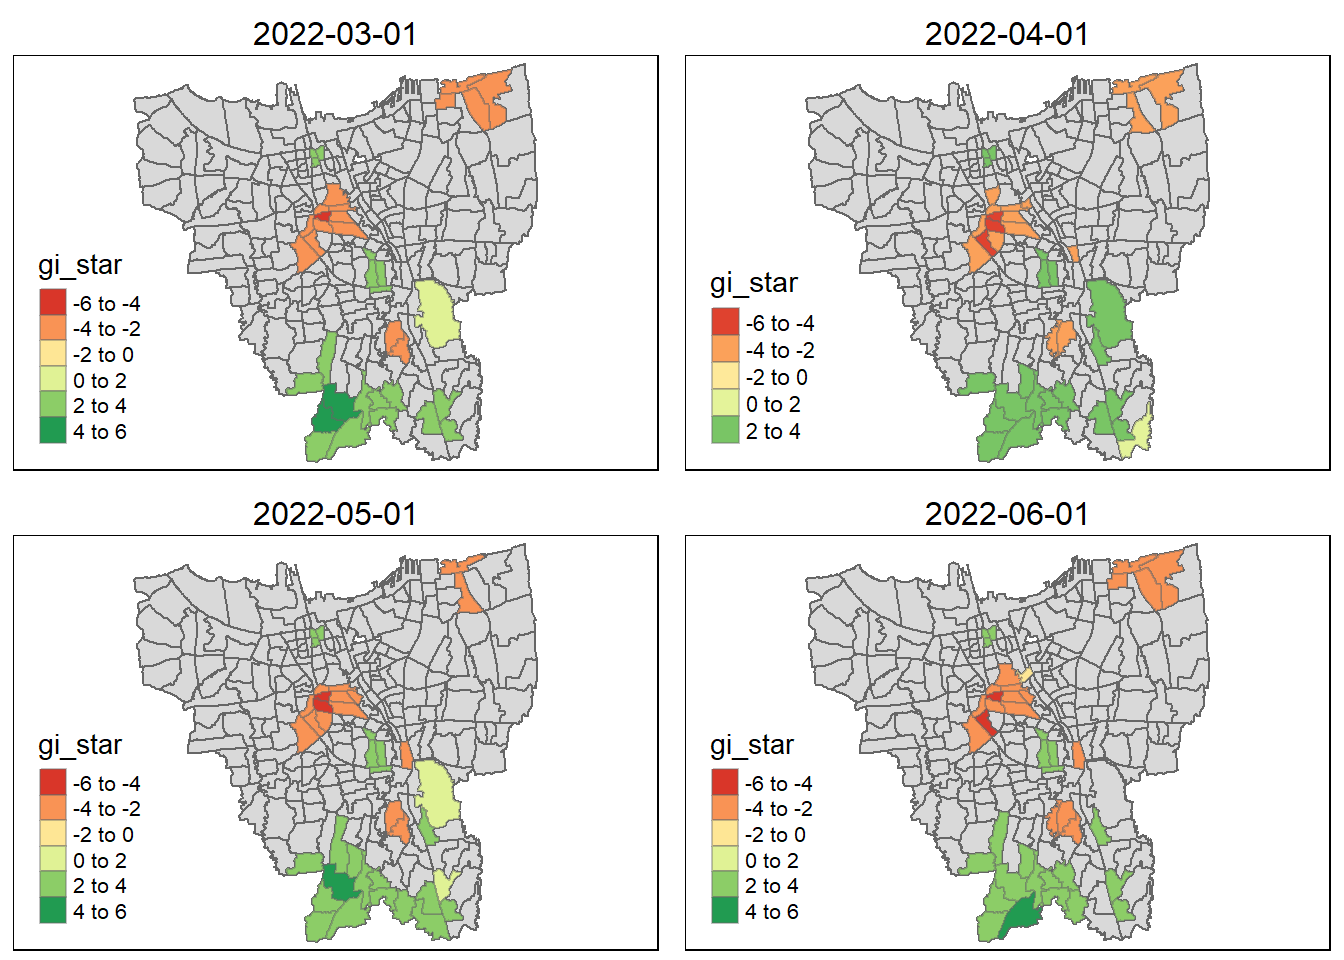 2022-03-01
gi_star
-6 to -4
-4 to -2
-2 to 0
0 to 2
2 to 4
4 to 6
2022-04-01
gi_star
-6 to -4
-4 to -2
-2 to 0
0 to 2
2 to 4
2022-05-01
gi_star
-6 to -4
-4 to -2
-2 to 0
0 to 2
2 to 4
4 to 6
2022-06-01
gi_star
-6 to -4
-4 to -2
-2 to 0
0 to 2
2 to 4
4 to 6